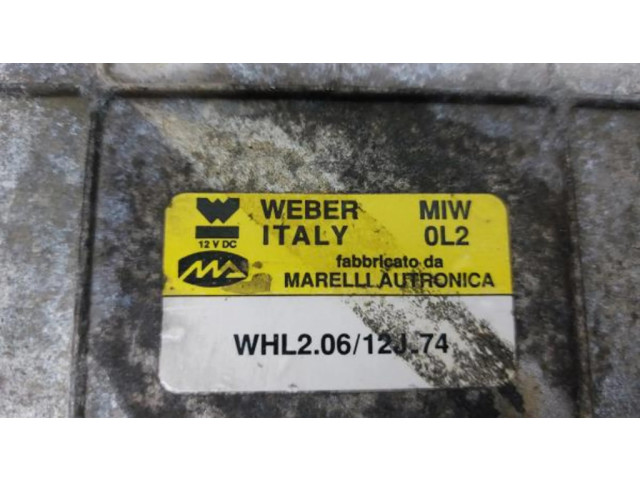 WEBER MIW
12 V DC ITALY 0L2
fabbricato da
MARELLI AUTRONICA
WHL2.06/12J.74